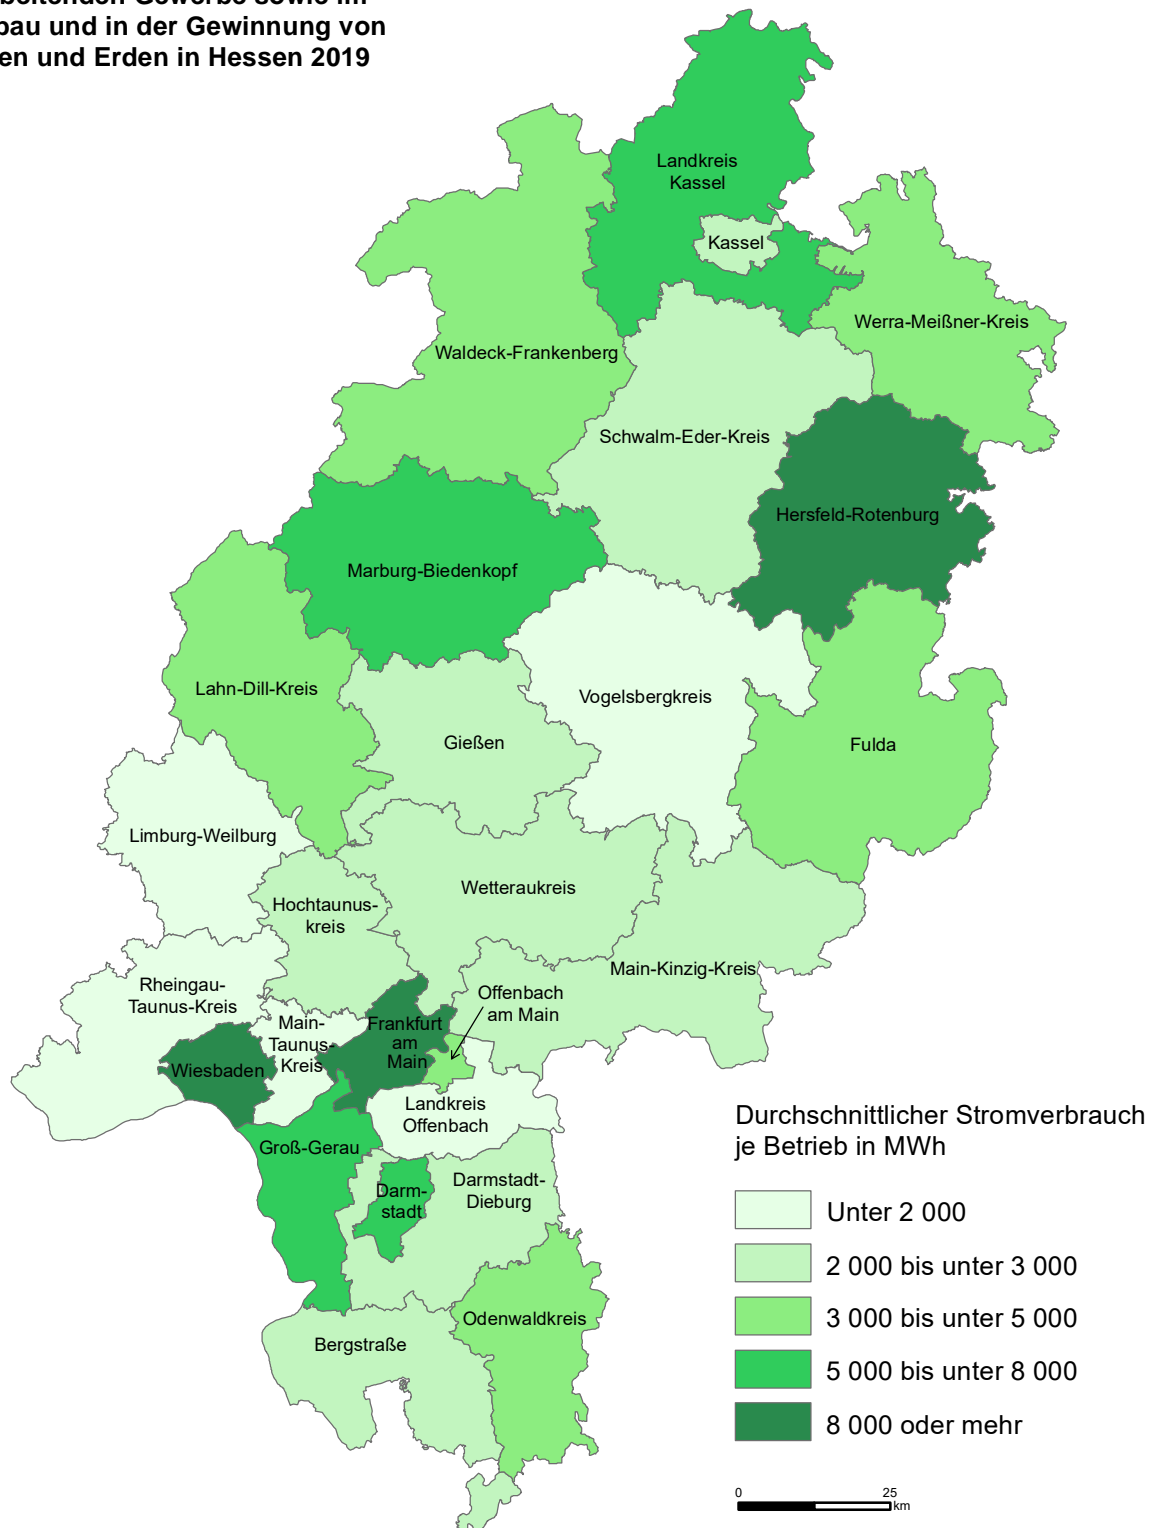 sowie im
bau und in der Gewinnung von
en und Erden in Hessen 2019
Landkreis
Kassel
Kassel
Werra-Meißner-Kreis
Waldeck-Frankenberg
Schwalm-Eder-Kreis
Hersfeld-Rotenburg
Marburg-Biedenkopf
Lahn-Dill-Kreis
Vogelsbergkreis
Gießen
Fulda
Limburg-Weilburg
Wetteraukreis
Hochtaunus-
kreis
Main-Kinzig-Kreis
Rheingau-
Taunus-Kreis
Offenbach
am Main
Main-
Taunus-
Kreis
Frankfurt
am
Main
Wiesbaden
Landkreis
Offenbach
Groß-Gerau
Darmstadt-
Dieburg
Darm-
stadt
Odenwaldkreis
Bergstraße
Durchschnittlicher Stromverbrauch
je Betrieb in MWh
Unter 2 000
2 000 bis unter 3 000
3 000 bis unter 5 000
5 000 bis unter 8 000
8 000 oder mehr
0 25
km